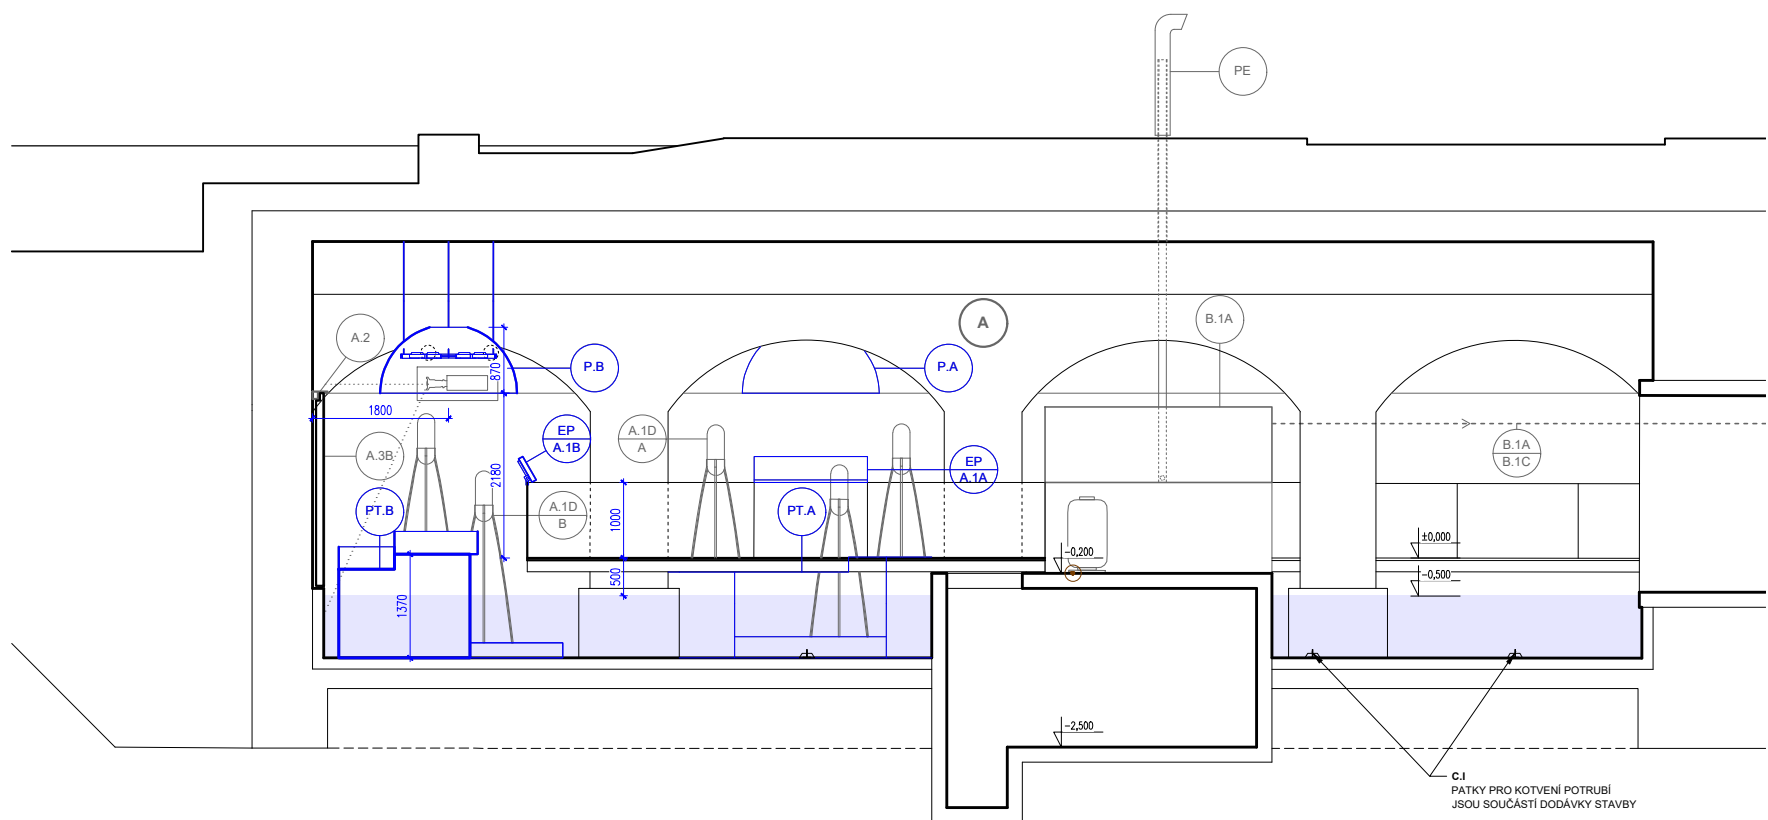 PE
A
B.1A
A.2
P.B
P.A
870
1800
EP
A.1B
A.1D
A
A.3B
2180
EP
A.1A
B.1A
B.1C
PT.B
A.1D
B
1000
PT.A
±0,000
-0,200
500
-0,500
1370
-2,500
C.I
PATKY PRO KOTVENÍ POTRUBÍ
JSOU SOUČÁSTÍ DODÁVKY STAVBY